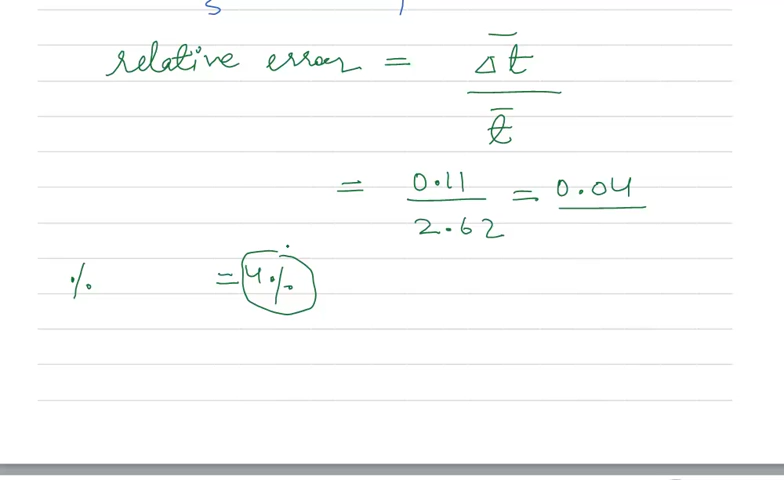 relative error = Δt̄ / t̄
= 0.11 / 2.62 = 0.04
% = 4%